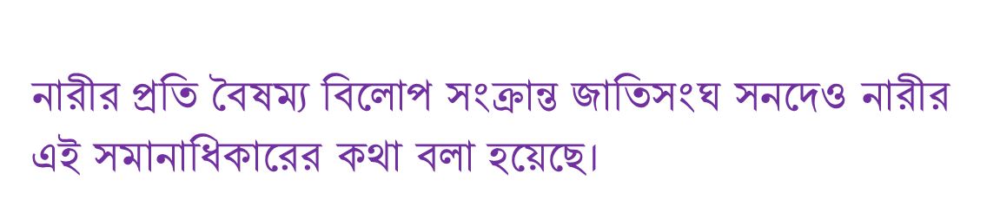 নারীর প্রতি বৈষম্য বিলোপ সংক্রান্ত জাতিসংঘ সনদেও নারীর
এই সমানাধিকারের কথা বলা হয়েছে।